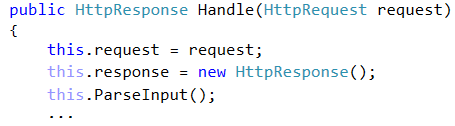 public HttpResponse Handle(HttpRequest request)
{
    this.request = request;
    this.response = new HttpResponse();
    this.ParseInput();
    ...